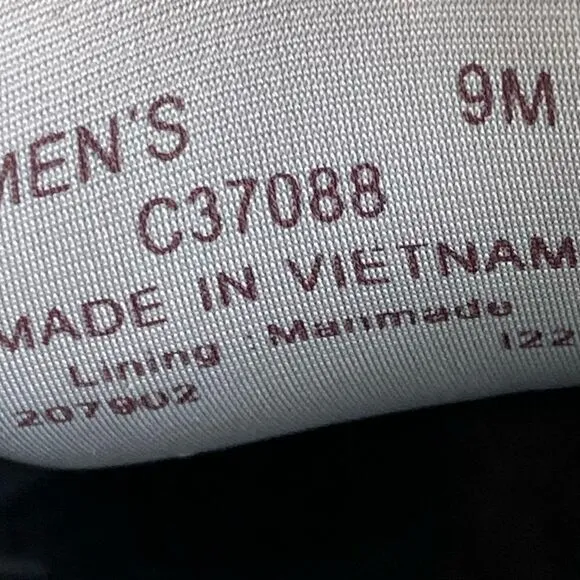 MEN'S 9M
C37088
MADE IN VIETNAM
Lining : Manmade
207902 122